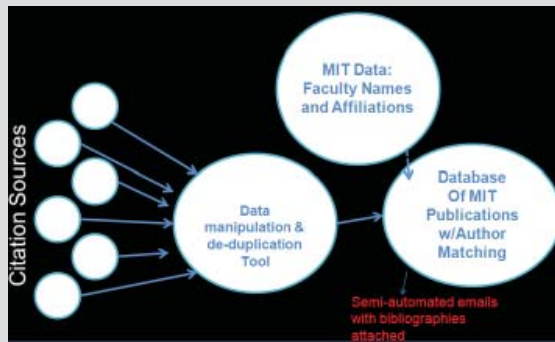 Citation Sources
MIT Data:
Faculty Names
and Affiliations
Data
manipulation &
de-duplication
Tool
Database
Of MIT
Publications
w/Author
Matching
Semi-automated emails
with bibliographies
attached